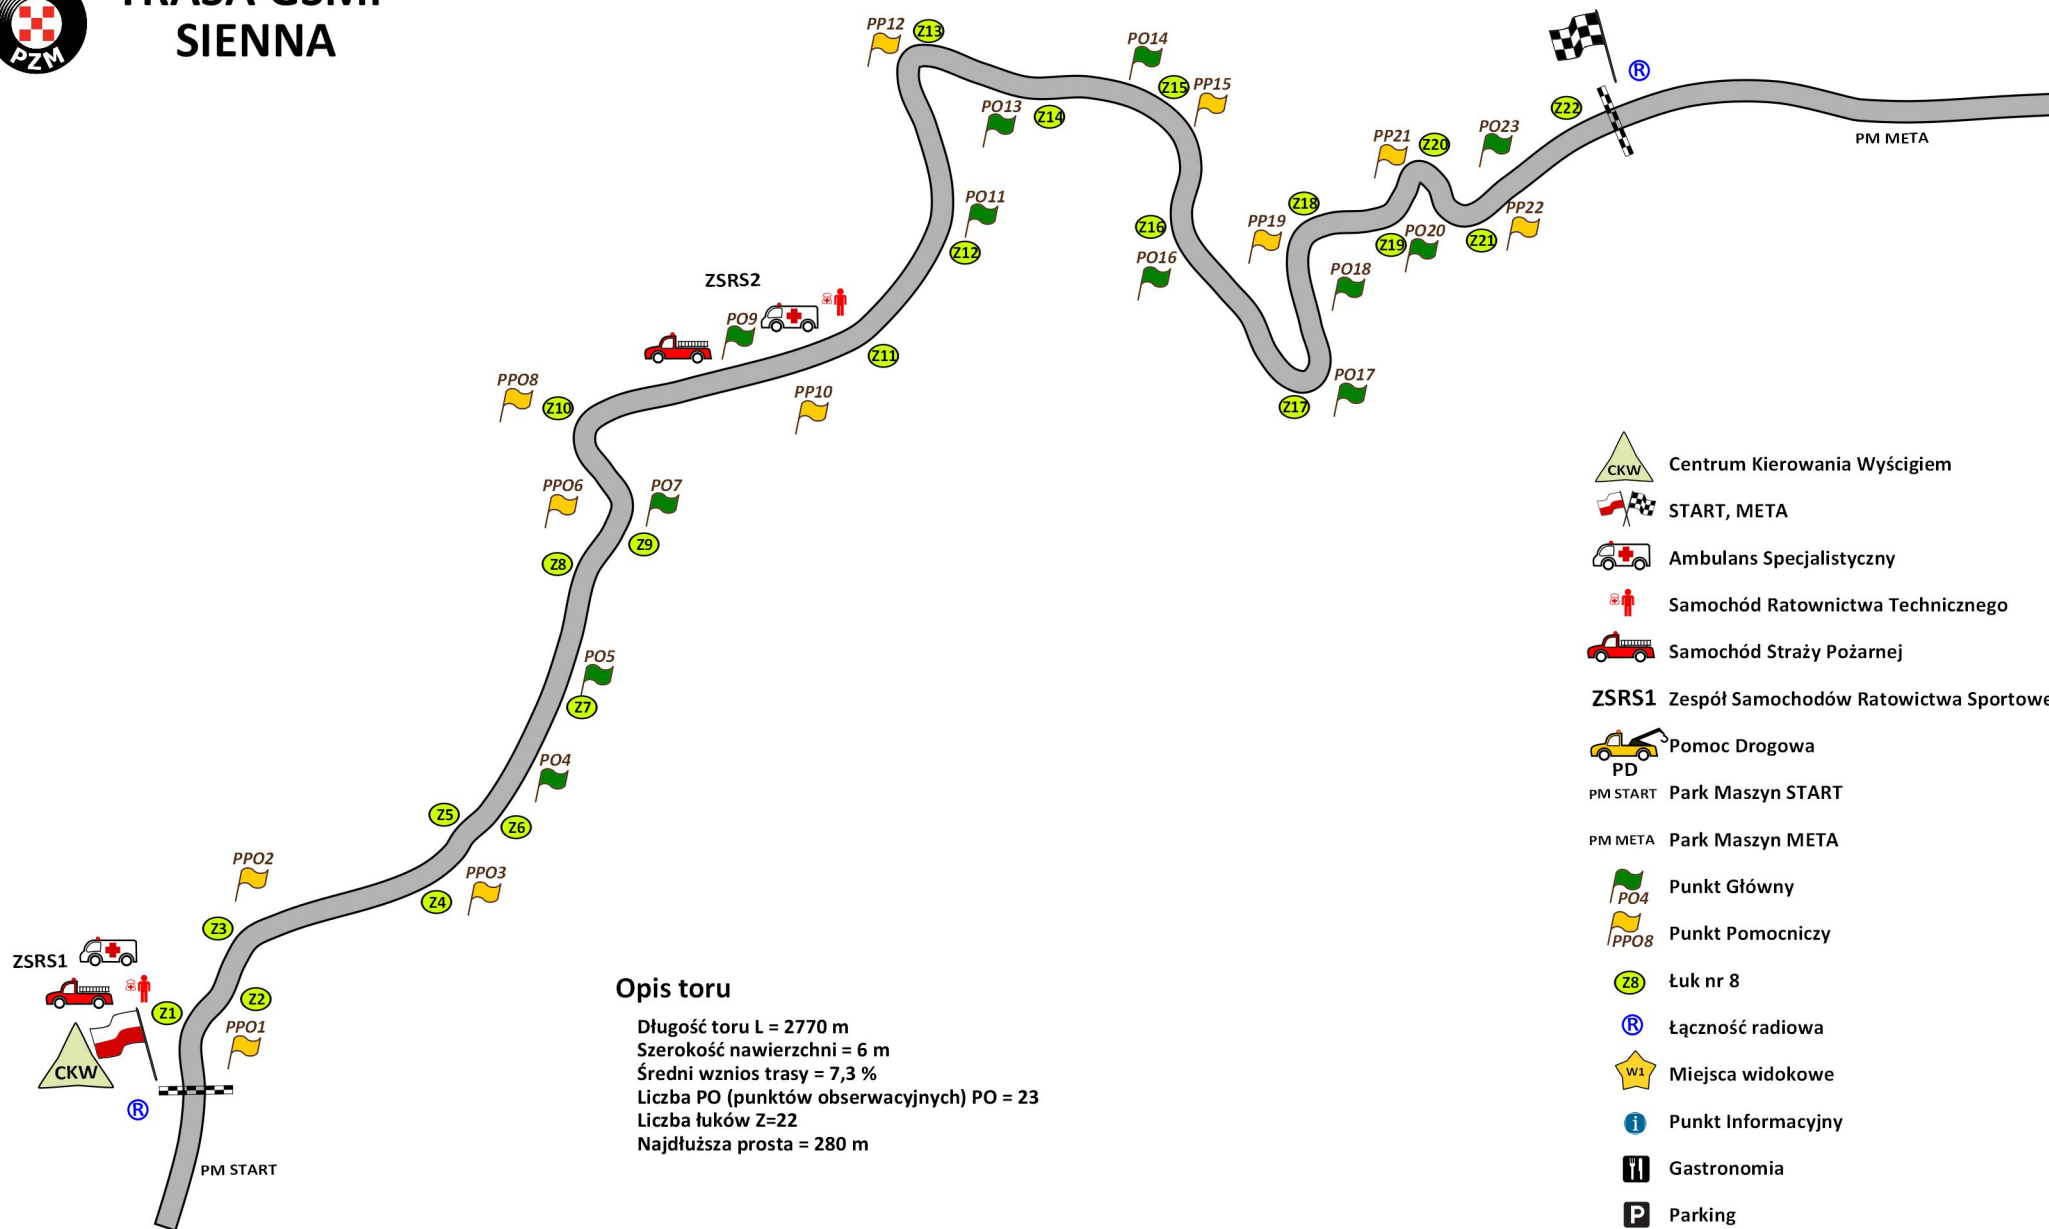 SIENNA
PZM
PP12
Z13
PO14
Z15
PP15
PO13
Z14
Z22
®
PM META
PP21
Z20
PO23
PO11
Z12
Z16
PO16
PP19
Z18
Z19
PO20
Z21
PP22
PO18
ZSRS2
PO9
Z11
PPO8
Z10
PP10
PO17
Z17
PPO6
PO7
Z8
Z9
PO5
Z7
PO4
Z5
Z6
PPO2
PPO3
Z4
Z3
ZSRS1
Z1
Z2
PPO1
CKW
®
PM START
Opis toru
Długość toru L = 2770 m
Szerokość nawierzchni = 6 m
Średni wznios trasy = 7,3 %
Liczba PO (punktów obserwacyjnych) PO = 23
Liczba łuków Z=22
Najdłuższa prosta = 280 m
CKW Centrum Kierowania Wyścigiem
START, META
Ambulans Specjalistyczny
Samochód Ratownictwa Technicznego
Samochód Straży Pożarnej
ZSRS1 Zespół Samochodów Ratowictwa Sportowe
Pomoc Drogowa
PD
PM START Park Maszyn START
PM META Park Maszyn META
PO4 Punkt Główny
PPO8 Punkt Pomocniczy
Z8 Łuk nr 8
® Łączność radiowa
W1 Miejsca widokowe
i Punkt Informacyjny
Gastronomia
P Parking